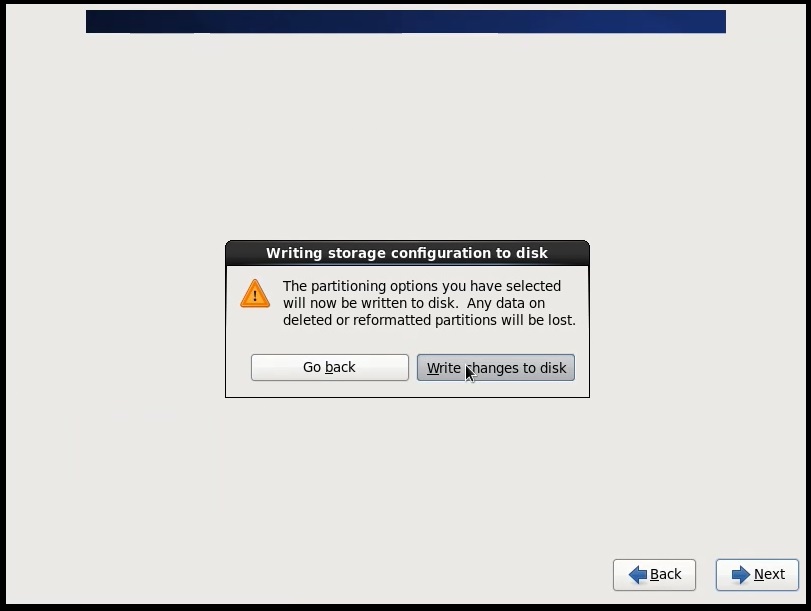 Writing storage configuration to disk
The partitioning options you have selected
will now be written to disk.  Any data on
deleted or reformatted partitions will be lost.
Go back
Write changes to disk
Back
Next